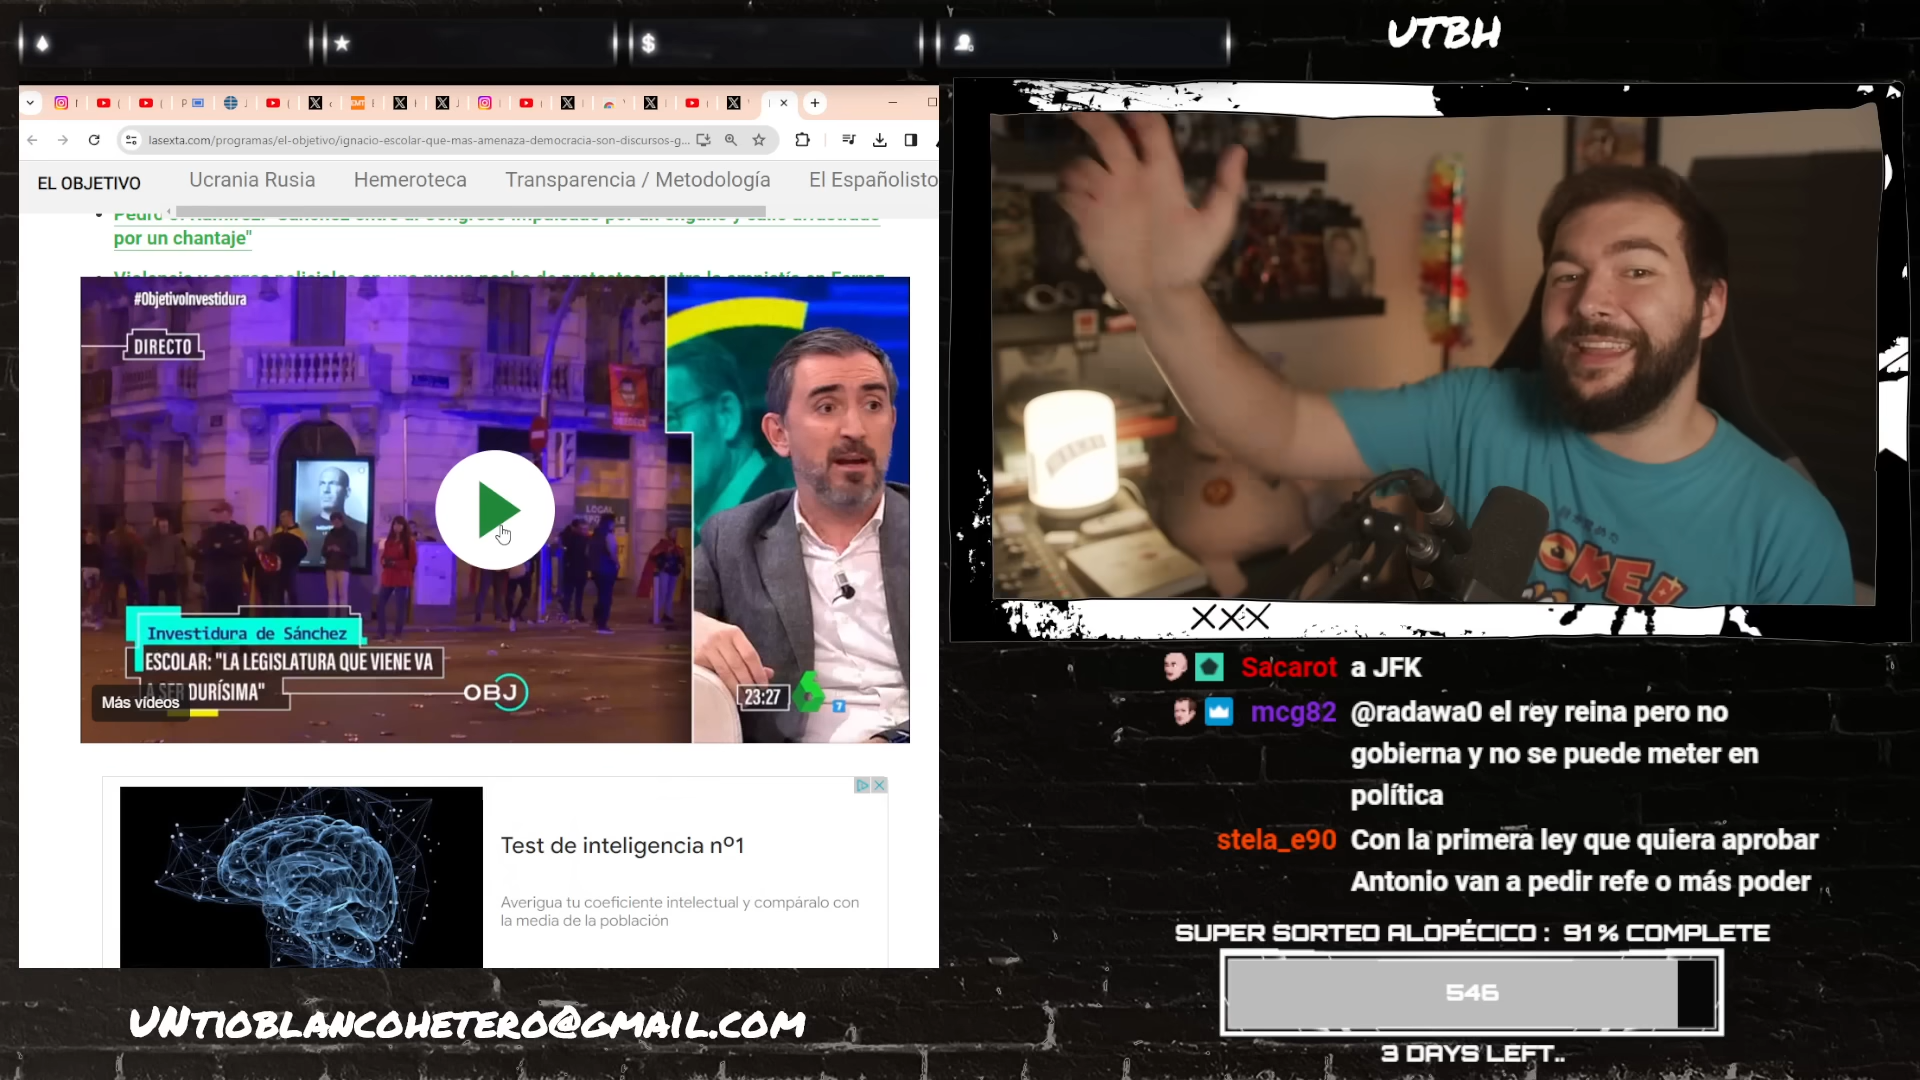 UTBH
lasexta.com/programas/el-objetivo/ignacio-escolar-que-mas-amenaza-democracia-son-discursos-g...
EL OBJETIVO
Ucrania Rusia
Hemeroteca
Transparencia / Metodología
El Españolisto
por un chantaje"
#ObjetivoInvestidura
DIRECTO
Investidura de Sánchez
ESCOLAR: "LA LEGISLATURA QUE VIENE VA
A SER DURÍSIMA"
Más vídeos
OBJ
23:27
Test de inteligencia nº1
Averigua tu coeficiente intelectual y compáralo con
la media de la población
UNTIOBLANCOHETERO@GMAIL.COM
XXX
Sacarot a JFK
mcg82 @radawa0 el rey reina pero no
gobierna y no se puede meter en
política
stela_e90 Con la primera ley que quiera aprobar
Antonio van a pedir refe o más poder
SUPER SORTEO ALOPÉCICO : 91% COMPLETE
546
3 DAYS LEFT..